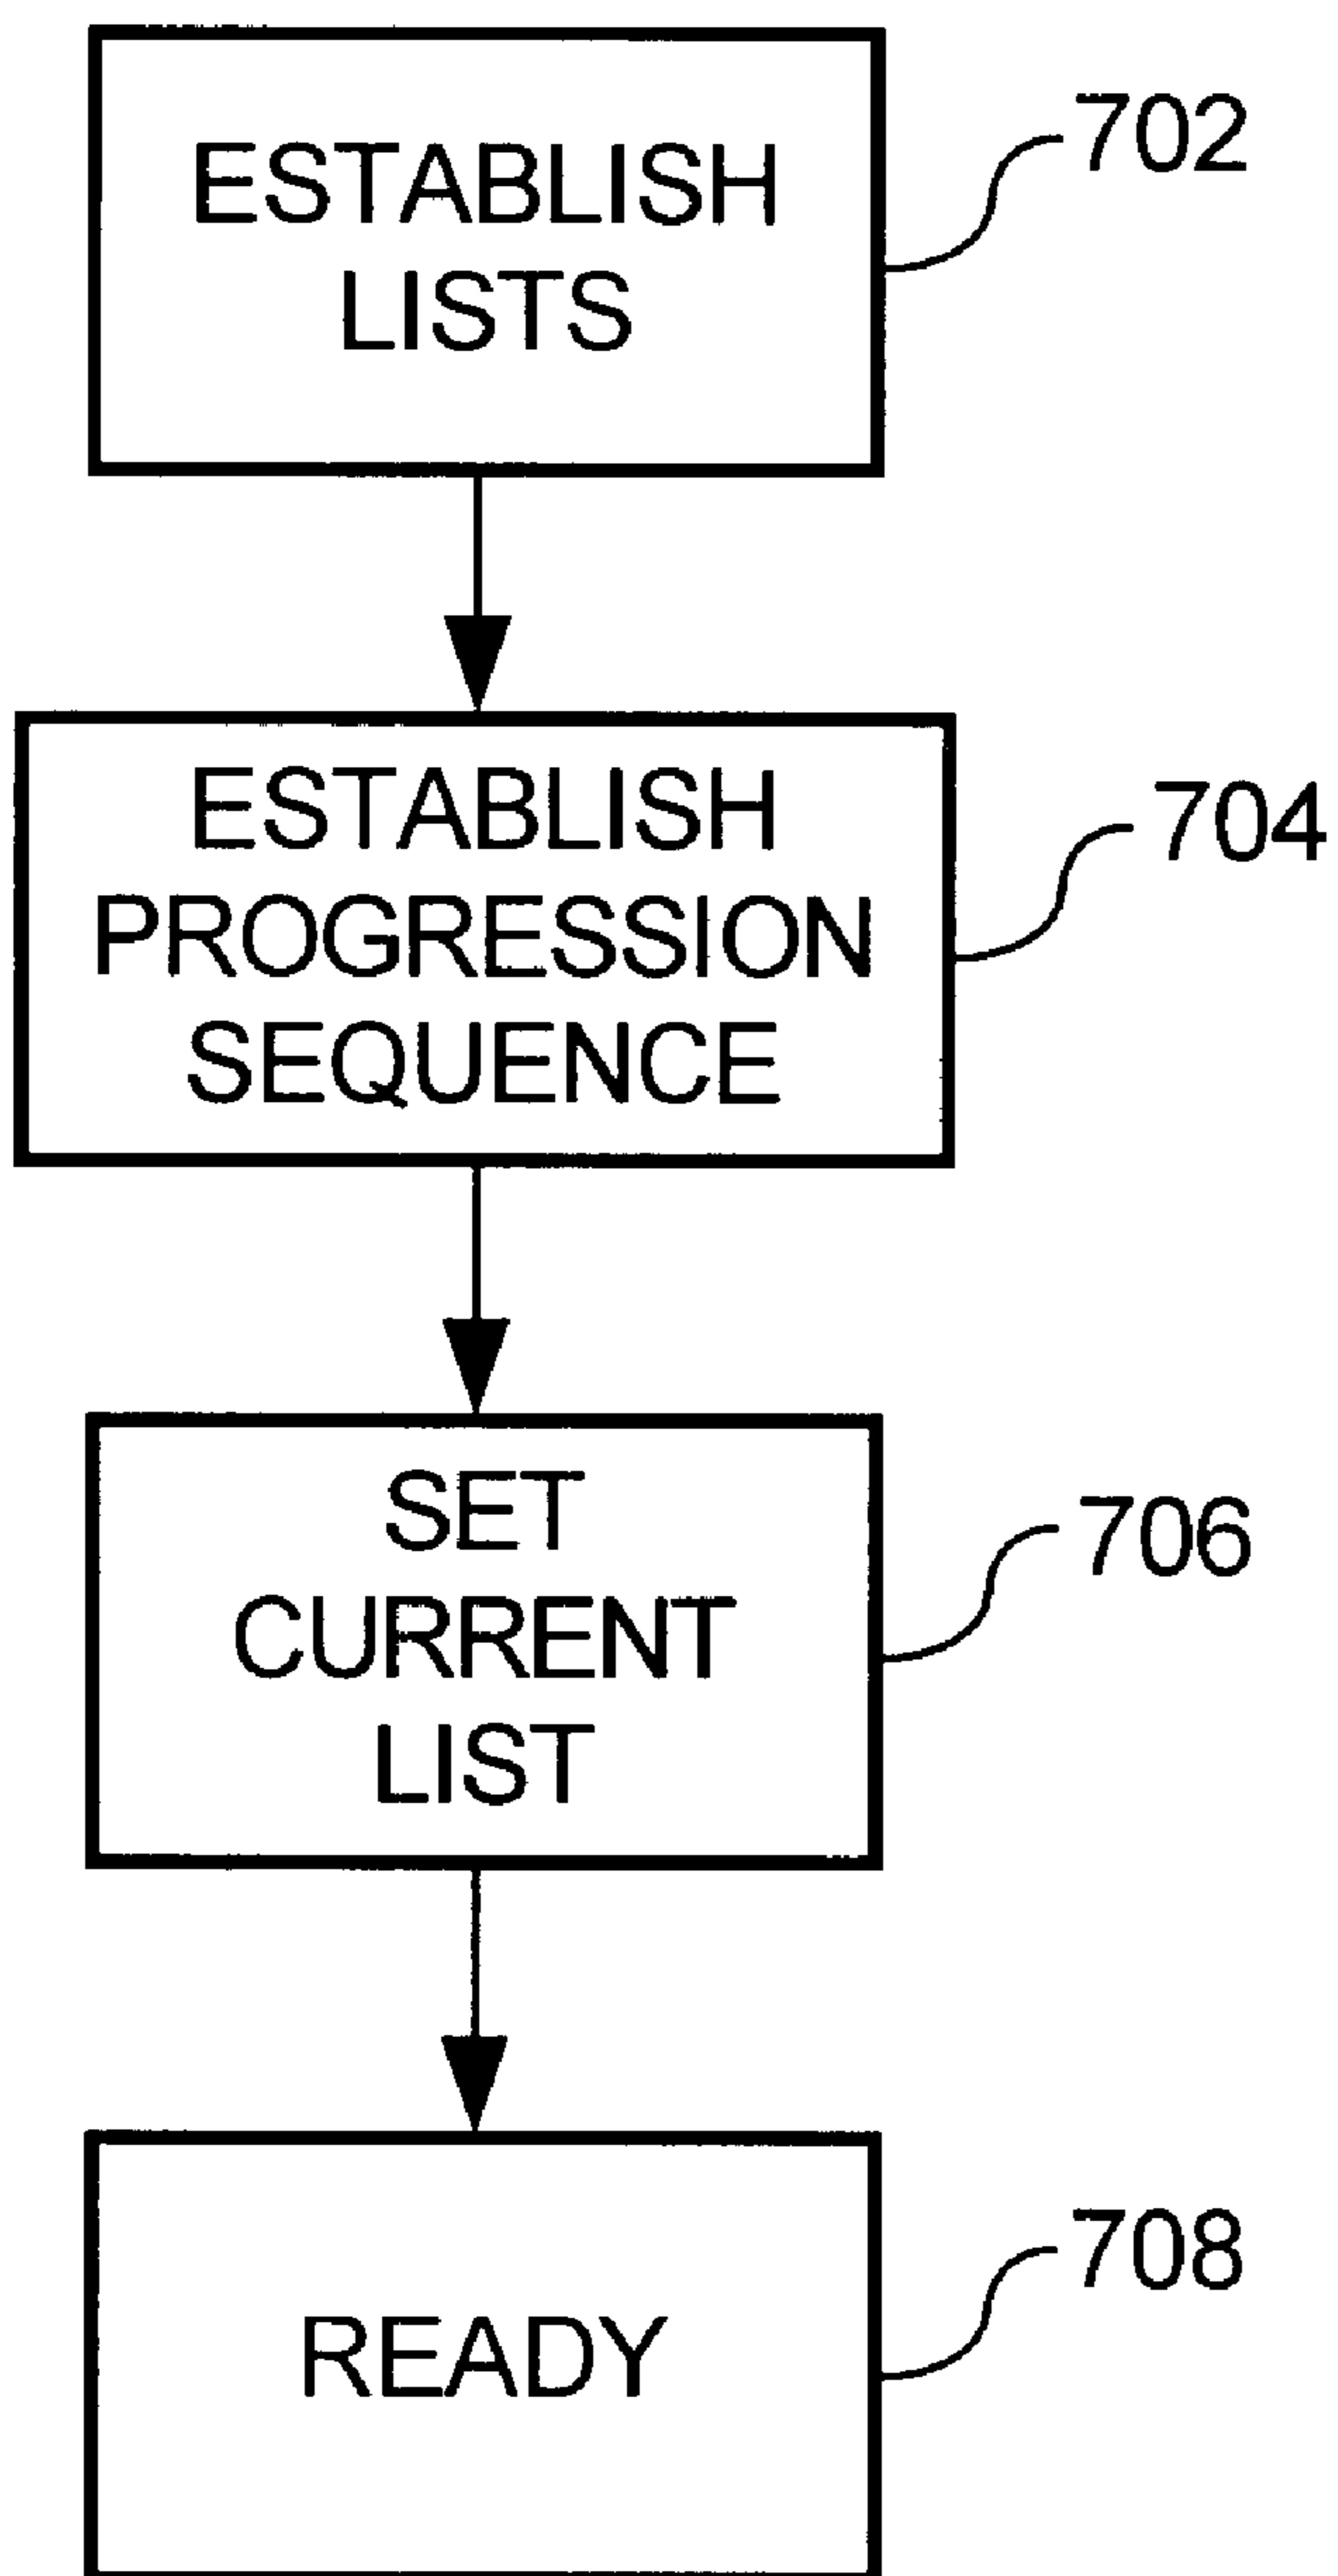 ESTABLISH
LISTS
702
ESTABLISH
PROGRESSION
SEQUENCE
704
SET
CURRENT
LIST
706
READY
708